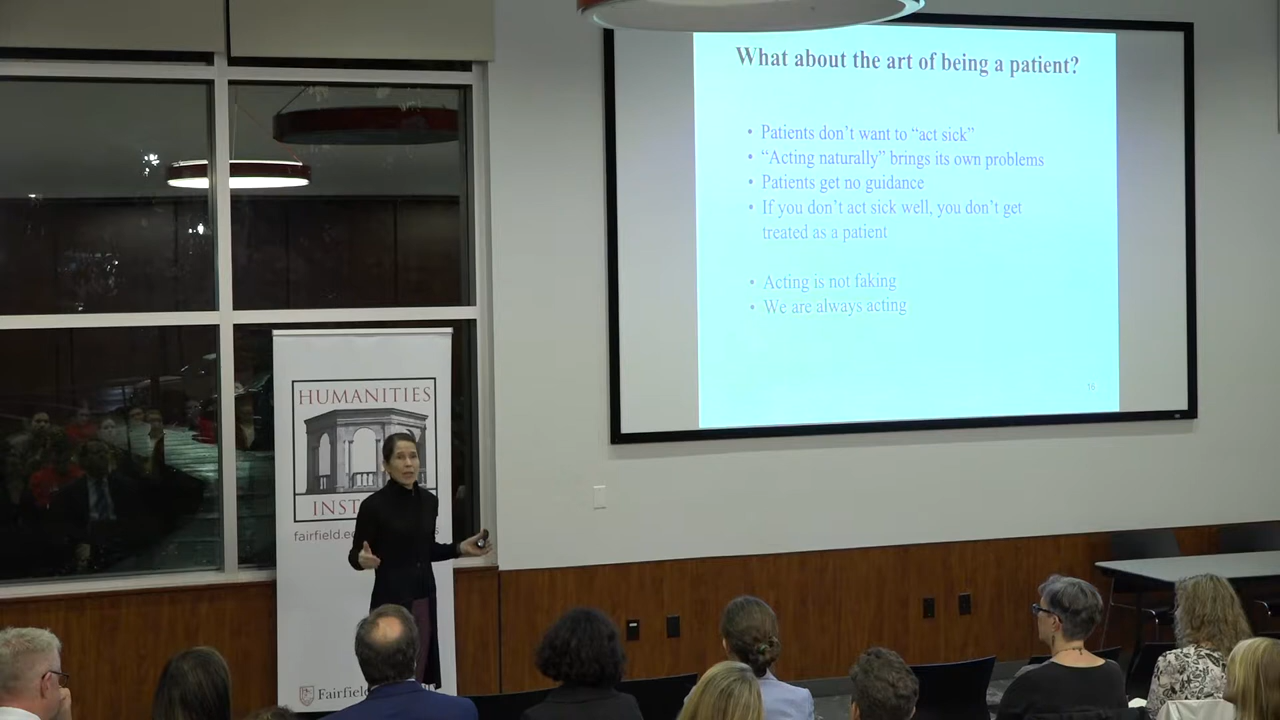 What about the art of being a patient?
• Patients don't want to “act sick”
• “Acting naturally” brings its own problems
• Patients get no guidance
• If you don't act sick well, you don't get
treated as a patient
• Acting is not faking
• We are always acting
16
HUMANITIES
INST
fairfield.e
Fairfield